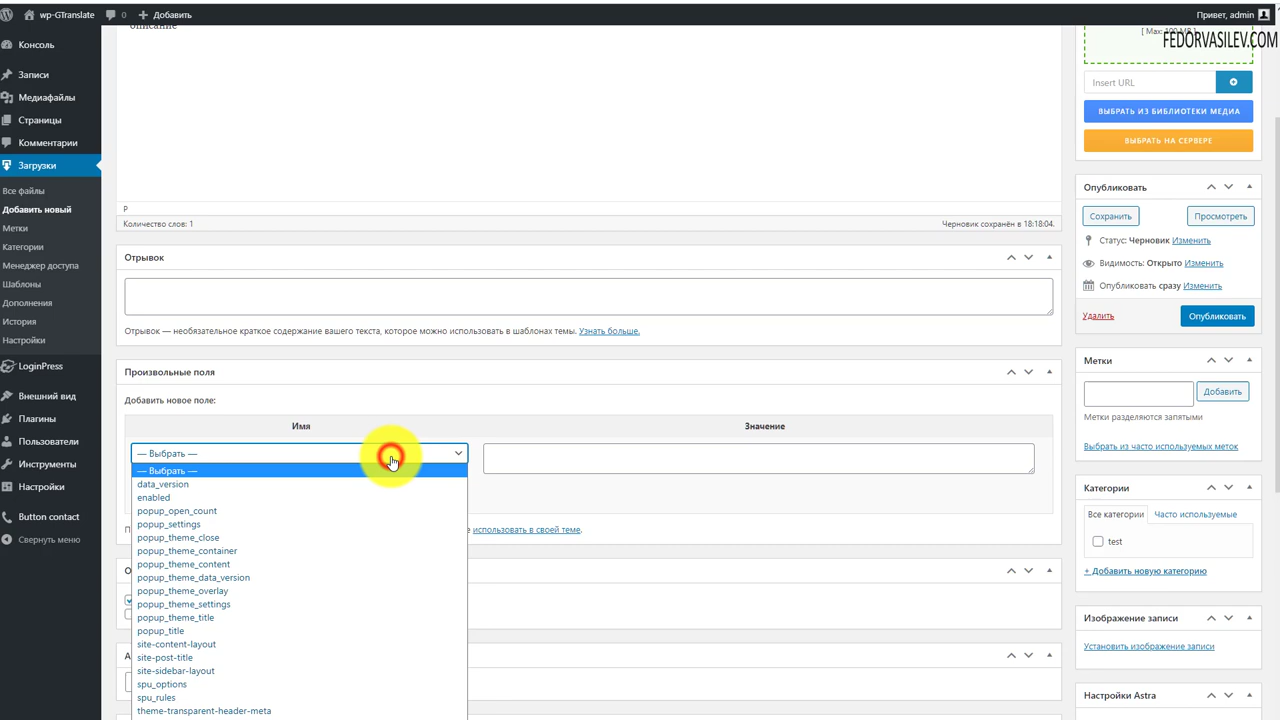 wp-GTranslate
0
Добавить
Привет, admin
Консоль
Записи
Медиафайлы
Страницы
Комментарии
Загрузки
Все файлы
Добавить новый
Метки
Категории
Менеджер доступа
Шаблоны
Дополнения
История
Настройки
LoginPress
Внешний вид
Плагины
Пользователи
Инструменты
Настройки
Button contact
Свернуть меню
описание
p
Количество слов: 1
Черновик сохранён в 18:18:04.
Отрывок
Отрывок — необязательное краткое содержание вашего текста, которое можно использовать в шаблонах темы. Узнать больше.
Произвольные поля
Добавить новое поле:
Имя
Значение
— Выбрать —
— Выбрать —
data_version
enabled
popup_open_count
popup_settings
popup_theme_close
popup_theme_container
popup_theme_content
popup_theme_data_version
popup_theme_overlay
popup_theme_settings
popup_theme_title
popup_title
site-content-layout
site-post-title
site-sidebar-layout
spu_options
spu_rules
theme-transparent-header-meta
использовать в своей теме.
[ Max: 100 MB ]
FEDORVASILEV.COM
Insert URL
ВЫБРАТЬ ИЗ БИБЛИОТЕКИ МЕДИА
ВЫБРАТЬ НА СЕРВЕРЕ
Опубликовать
Сохранить
Просмотреть
Статус: Черновик Изменить
Видимость: Открыто Изменить
Опубликовать сразу Изменить
Удалить
Опубликовать
Метки
Добавить
Метки разделяются запятыми
Выбрать из часто используемых меток
Категории
Все категории
Часто используемые
test
+ Добавить новую категорию
Изображение записи
Установить изображение записи
Настройки Astra